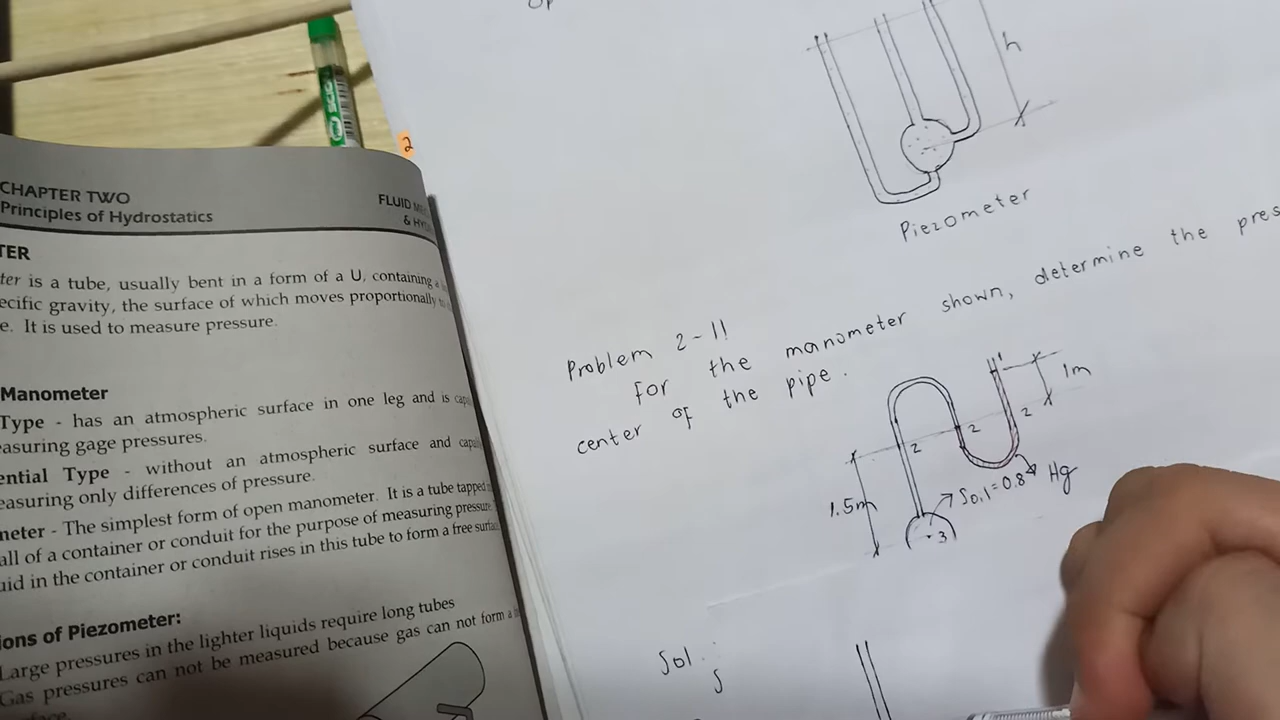 CHAPTER TWO
Principles of Hydrostatics
FLUID
& HY
TER
ter is a tube, usually bent in a form of a U, containing
ecific gravity, the surface of which moves proportionally
e. It is used to measure pressure.
Manometer
Type - has an atmospheric surface in one leg and is
easuring gage pressures.
ential Type - without an atmospheric surface and
easuring only differences of pressure.
meter - The simplest form of open manometer. It is a tube tapped
all of a container or conduit for the purpose of measuring pressure.
uid in the container or conduit rises in this tube to form a free
ions of Piezometer:
Large pressures in the lighter liquids require long tubes
Gas pressures can not be measured because gas can not form a
2
h
Piezometer
Problem 2-11
For the manometer shown, determine the pres
center of the pipe.
1m
2
2
2
1.5m
Hg
3
Sol.
S